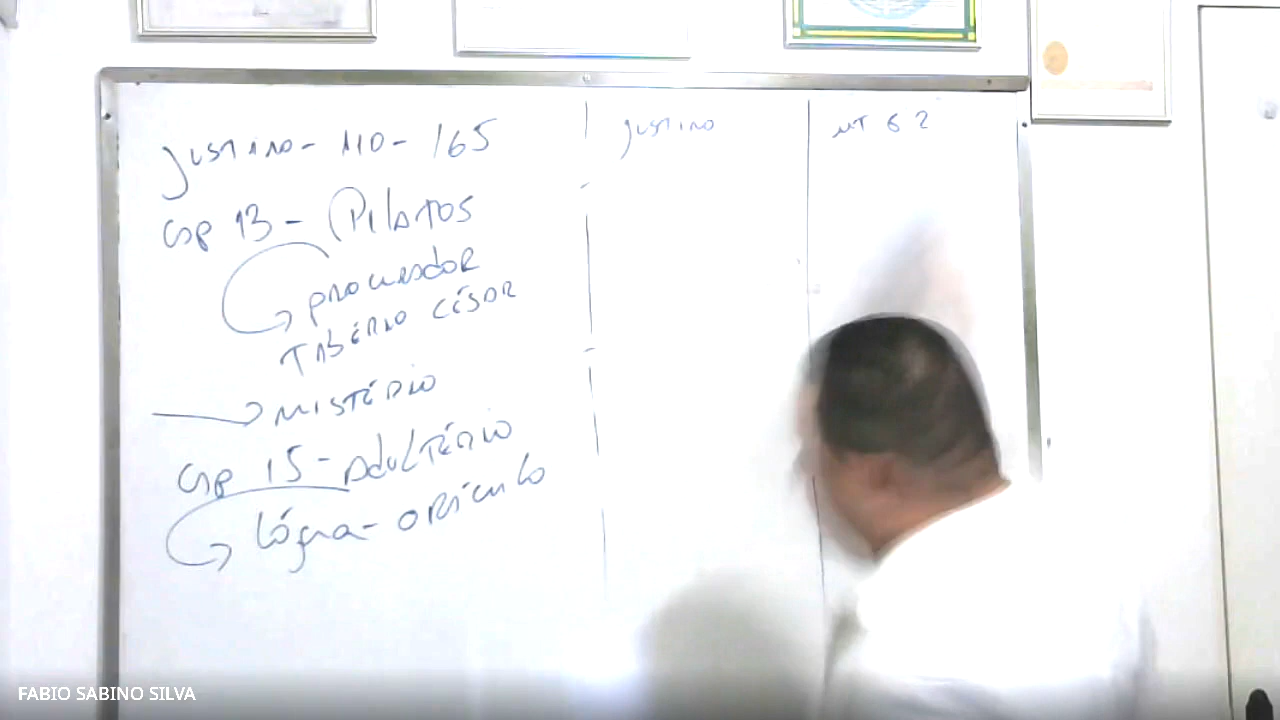 Justino - 110 - 165
Cap 13 - Pilatos
procurador
Tibério César
mistério
Cap 15 - Adultério
lógia - oráculo
Justino
MT 6 2
FABIO SABINO SILVA